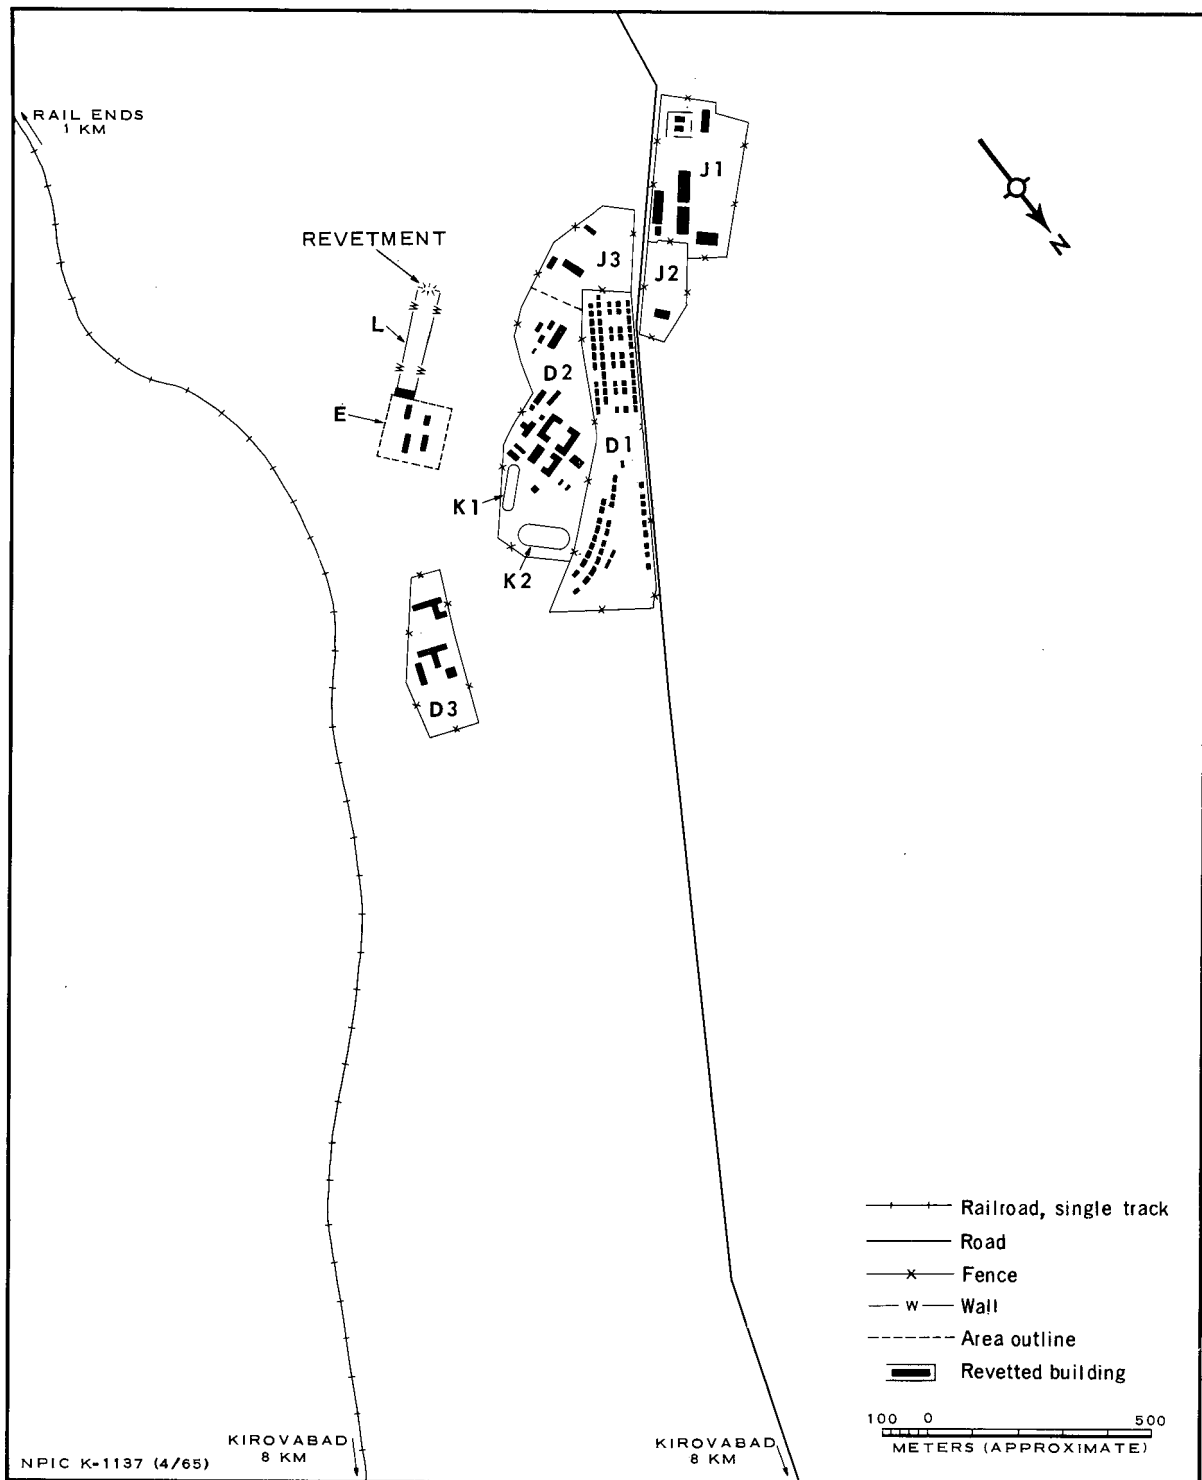 RAIL ENDS
1 KM
J1
REVETMENT
N
J3
J2
L
D2
E
D1
K1
K2
D3
Railroad, single track
Road
Fence
W Wall
Area outline
Revetted building
100 0 500
METERS (APPROXIMATE)
KIROVABAD
8 KM
KIROVABAD
8 KM
NPIC K-1137 (4/65)